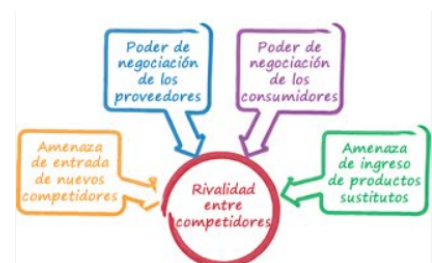 Poder de
negociación
de los
proveedores
Poder de
negociación
de los
consumidores
Amenaza
de entrada
de nuevos
competidores
Rivalidad
entre
competidores
Amenaza
de ingreso
de productos
sustitutos